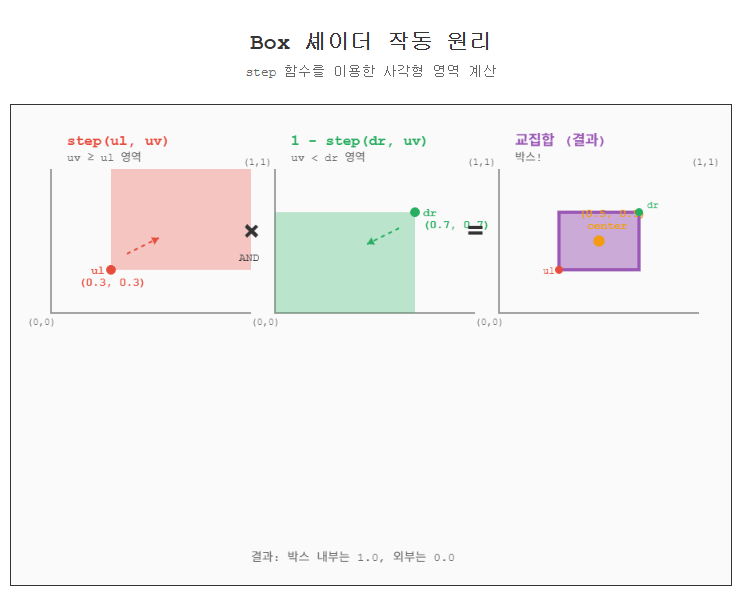 Box 셰이더 작동 원리
step 함수를 이용한 사각형 영역 계산
step(ul, uv)
uv ≥ ul 영역
(1,1)
ul
(0.3, 0.3)
(0,0)
×
AND
1 - step(dr, uv)
uv < dr 영역
(1,1)
dr
(0.7, 0.7)
(0,0)
=
교집합 (결과)
박스!
(1,1)
dr
center
ul
(0,0)
결과: 박스 내부는 1.0, 외부는 0.0